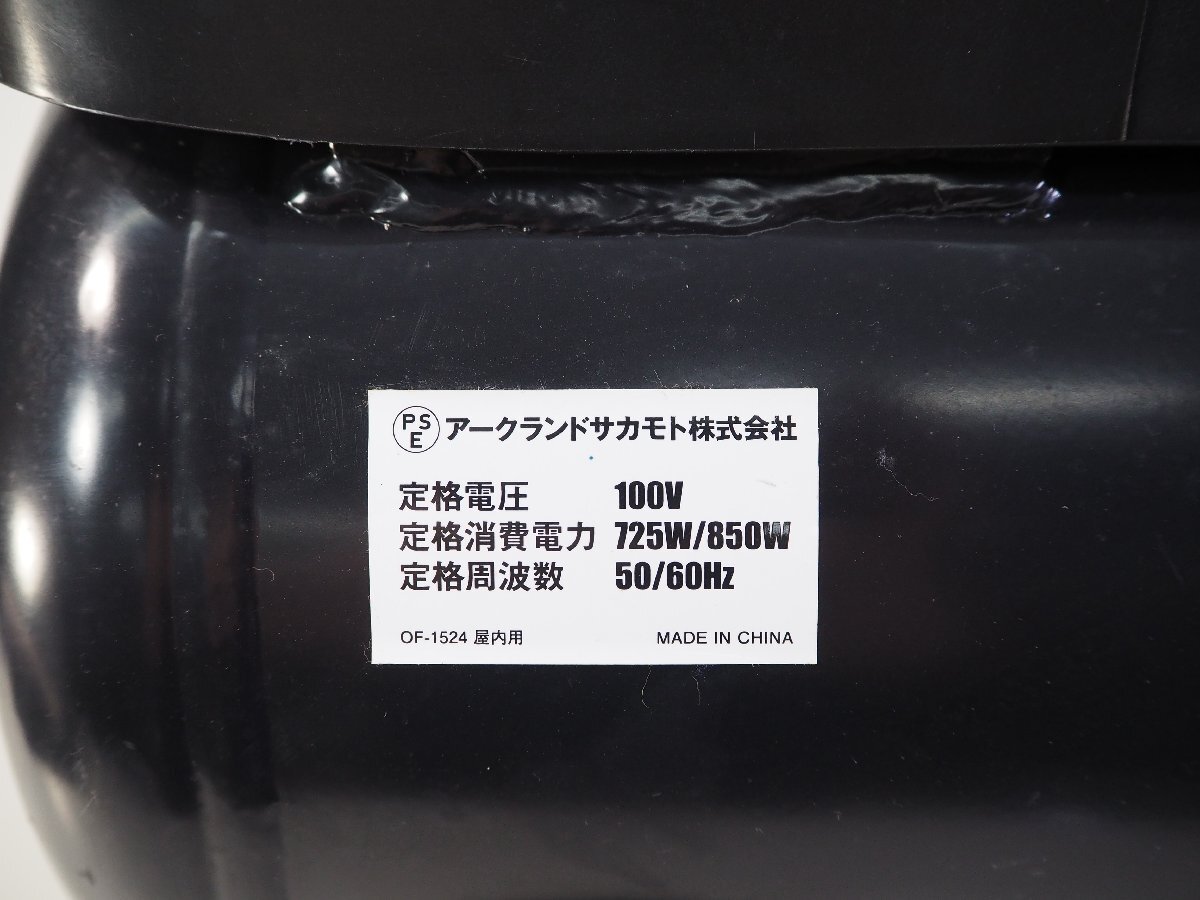 PSE アークランドサカモト株式会社
定格電圧 100V
定格消費電力 725W/850W
定格周波数 50/60Hz
OF-1524 屋内用 MADE IN CHINA